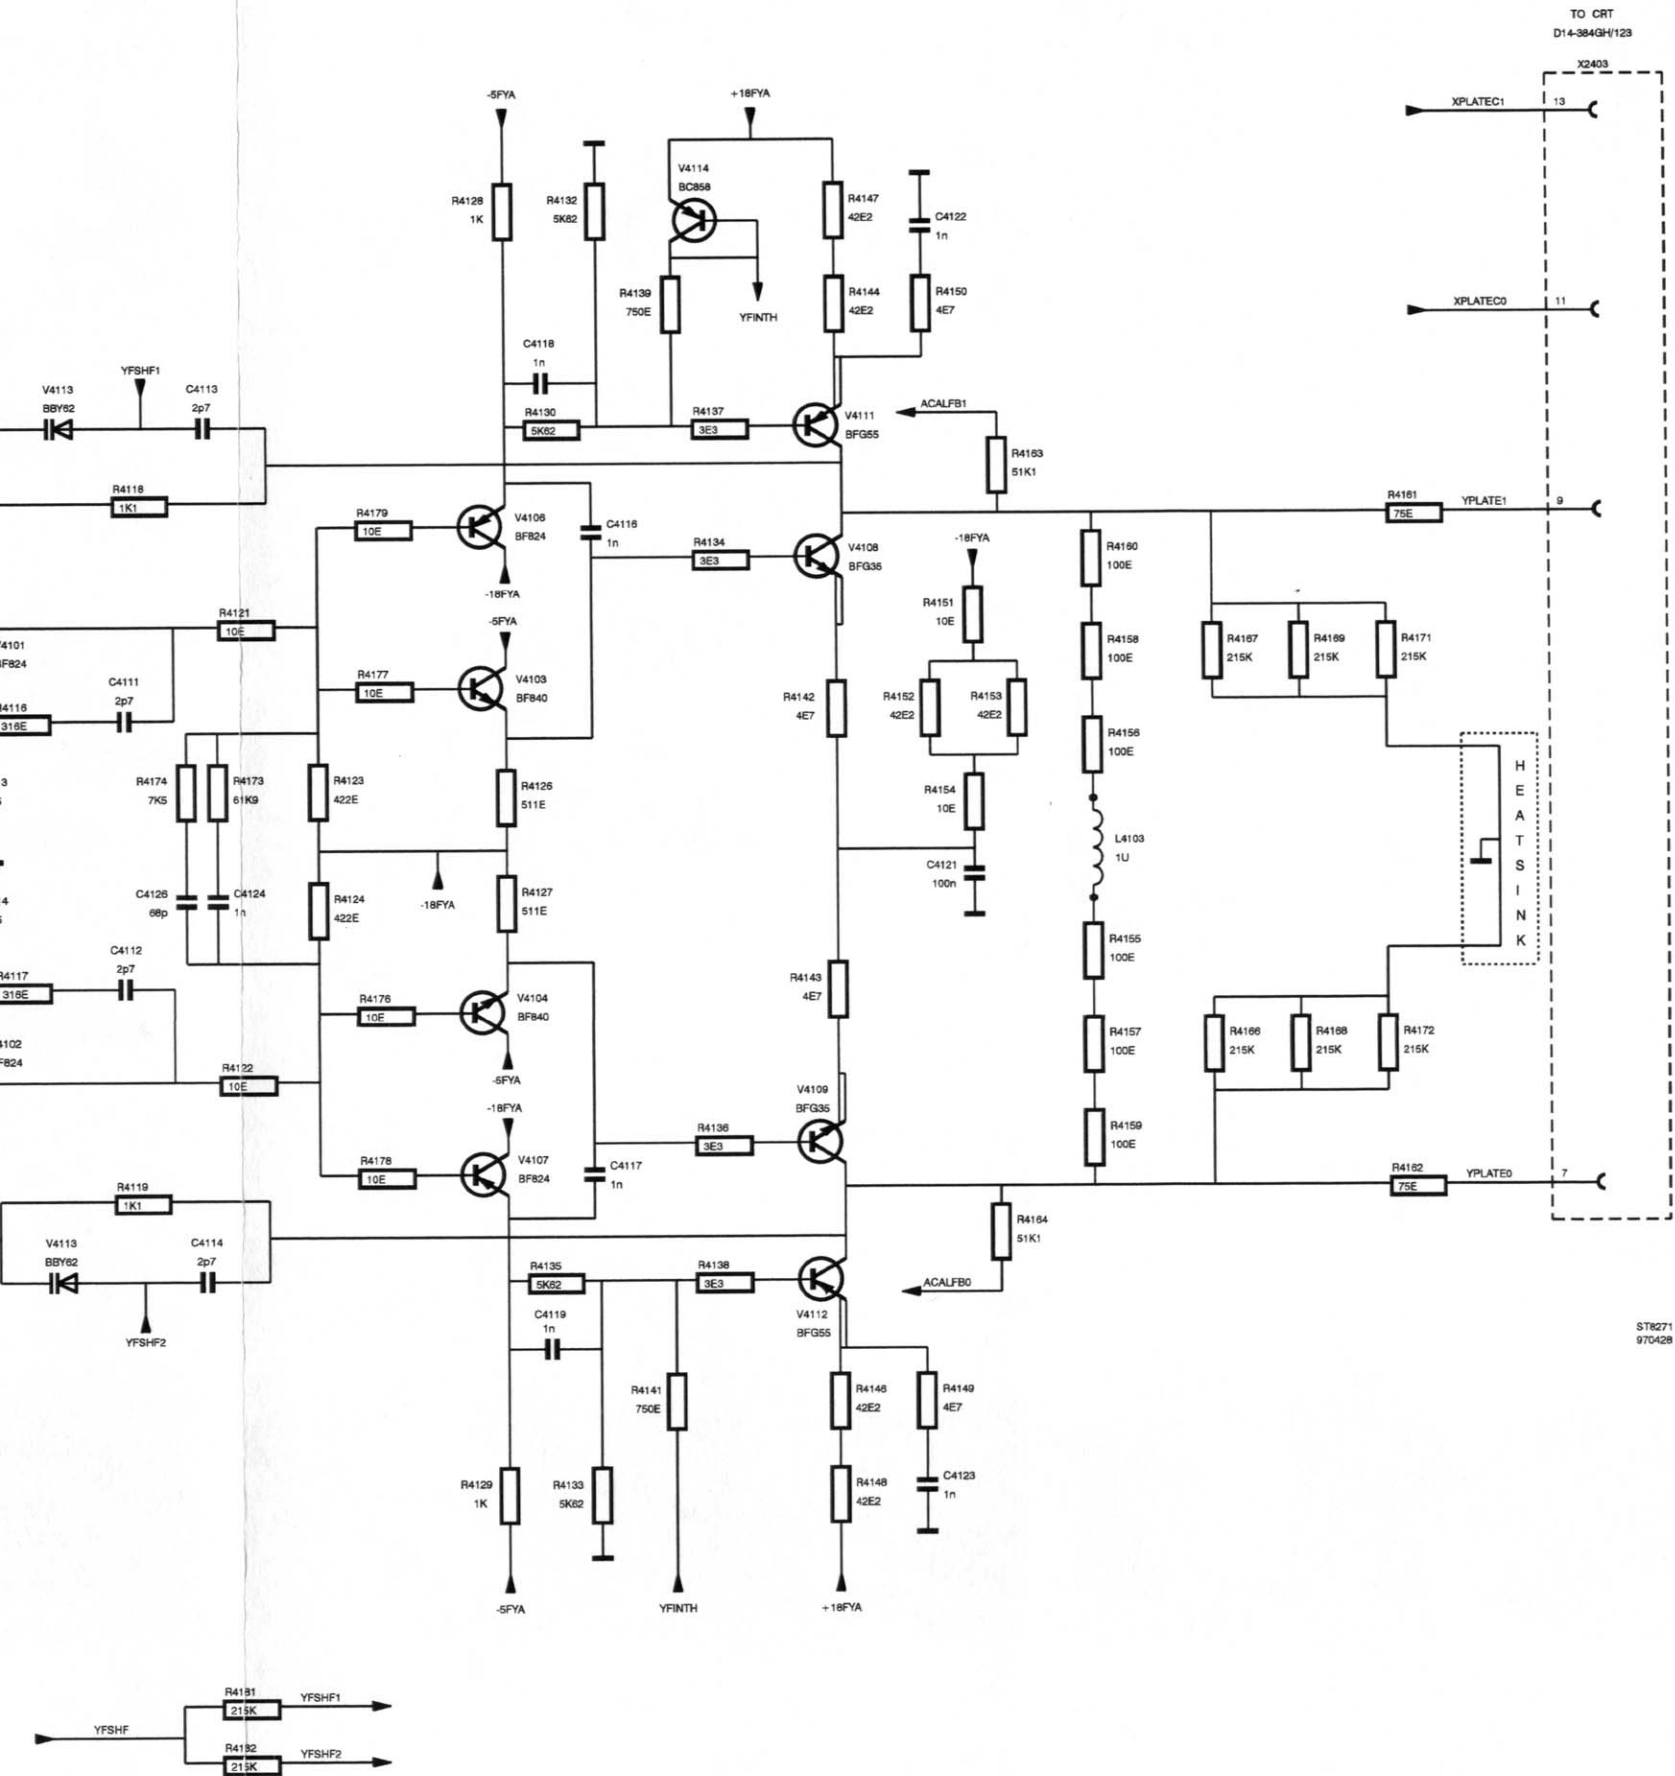 TO CRT
D14-384GH/123
X2403
XPLATEC1 13
XPLATEC0 11
-5FYA
+18FYA
R4128
1K
R4132
5K62
V4114
BC858
R4147
42E2
C4122
1n
R4139
750E
YFINTH
R4144
42E2
R4150
4E7
C4118
1n
R4130
5K62
R4137
3E3
V4111
BFG55
ACALFB1
R4163
51K1
V4113
BBY62
YFSHF1
C4113
2p7
R4118
1K1
R4179
10E
V4106
BF824
-18FYA
C4116
1n
R4134
3E3
V4108
BFG35
R4161
75E
YPLATE1 9
-18FYA
R4151
10E
R4160
100E
R4158
100E
R4156
100E
R4167
215K
R4169
215K
R4171
215K
R4121
10E
-5FYA
R4177
10E
V4103
BF840
R4142
4E7
R4152
42E2
R4153
42E2
R4154
10E
C4121
100n
L4103
1U
HEATSINK
V4101
BF824
R4116
316E
C4111
2p7
R4174
7K5
R4173
61K9
R4123
422E
R4126
511E
C4126
68p
C4124
1n
R4124
422E
-18FYA
R4127
511E
R4117
316E
C4112
2p7
R4176
10E
V4104
BF840
-5FYA
R4143
4E7
R4155
100E
R4157
100E
R4159
100E
R4166
215K
R4168
215K
R4172
215K
4102
F824
R4122
10E
-18FYA
V4109
BFG35
R4136
3E3
R4178
10E
V4107
BF824
C4117
1n
R4162
75E
YPLATE0 7
R4119
1K1
R4164
51K1
V4113
BBY62
C4114
2p7
YFSHF2
R4135
5K62
R4138
3E3
ACALFB0
C4119
1n
V4112
BFG55
R4141
750E
R4146
42E2
R4149
4E7
R4129
1K
R4133
5K62
R4148
42E2
C4123
1n
-5FYA
YFINTH
+18FYA
ST8271
970428
YFSHF
R4181
215K
YFSHF1
R4182
215K
YFSHF2